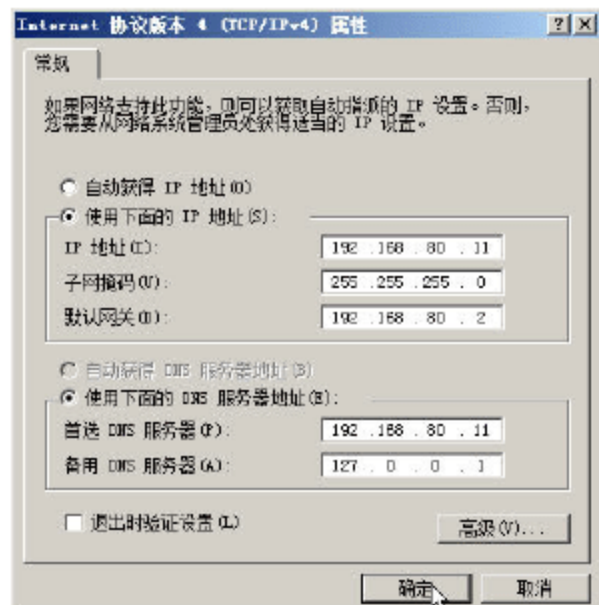 Internet 协议版本 4 (TCP/IPv4) 属性
常规
如果网络支持此功能，则可以获取自动指派的 IP 设置。否则，
您需要从网络系统管理员处获得适当的 IP 设置。
自动获得 IP 地址(O)
使用下面的 IP 地址(S):
IP 地址(I): 192 .168 . 80 . 11
子网掩码(U): 255 .255 .255 . 0
默认网关(D): 192 .168 . 80 . 2
自动获得 DNS 服务器地址(B)
使用下面的 DNS 服务器地址(E):
首选 DNS 服务器(P): 192 .168 . 80 . 11
备用 DNS 服务器(A): 127 . 0 . 0 . 1
退出时验证设置(L)
高级(V)...
确定 取消